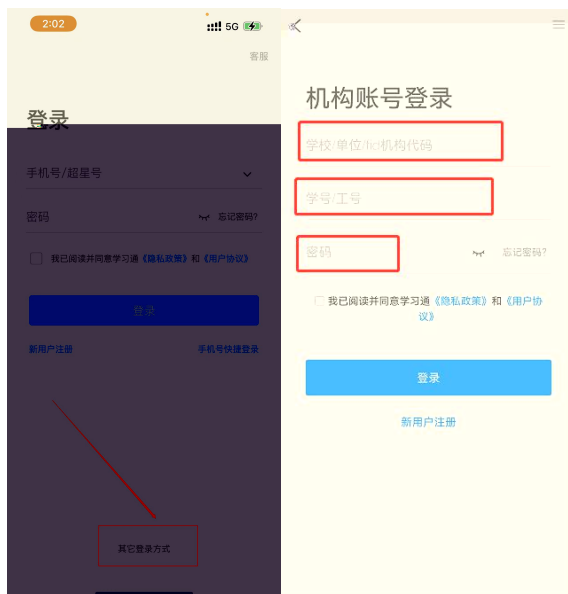 2:02
5G
客服
登录
手机号/超星号
密码
忘记密码?
我已阅读并同意学习通《隐私政策》和《用户协议》
登录
新用户注册
手机号快捷登录
其它登录方式
机构账号登录
学校/单位/fid机构代码
学号/工号
密码
忘记密码?
我已阅读并同意学习通《隐私政策》和《用户协
议》
登录
新用户注册